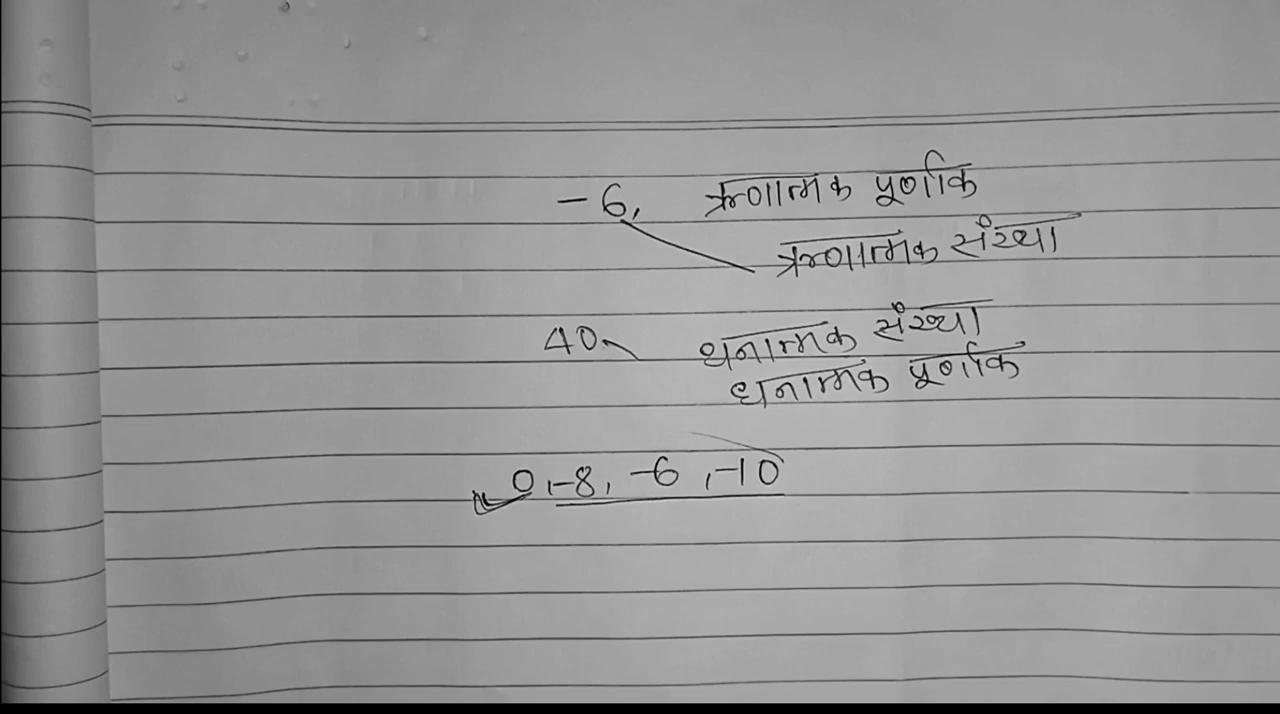 -6, ऋणात्मक पूर्णांक
ऋणात्मक संख्या
40 धनात्मक संख्या
धनात्मक पूर्णांक
0, -8, -6, -10